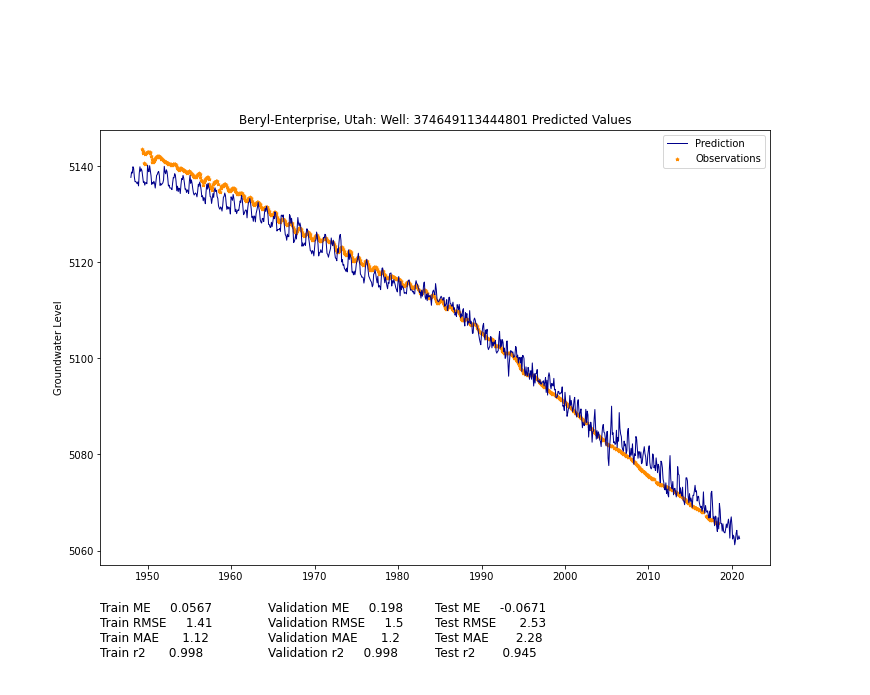 Beryl-Enterprise, Utah: Well: 374649113444801 Predicted Values
Prediction
Observations
Groundwater Level
5140
5120
5100
5080
5060
1950 1960 1970 1980 1990 2000 2010 2020
Train ME 0.0567 Validation ME 0.198 Test ME -0.0671
Train RMSE 1.41 Validation RMSE 1.5 Test RMSE 2.53
Train MAE 1.12 Validation MAE 1.2 Test MAE 2.28
Train r2 0.998 Validation r2 0.998 Test r2 0.945